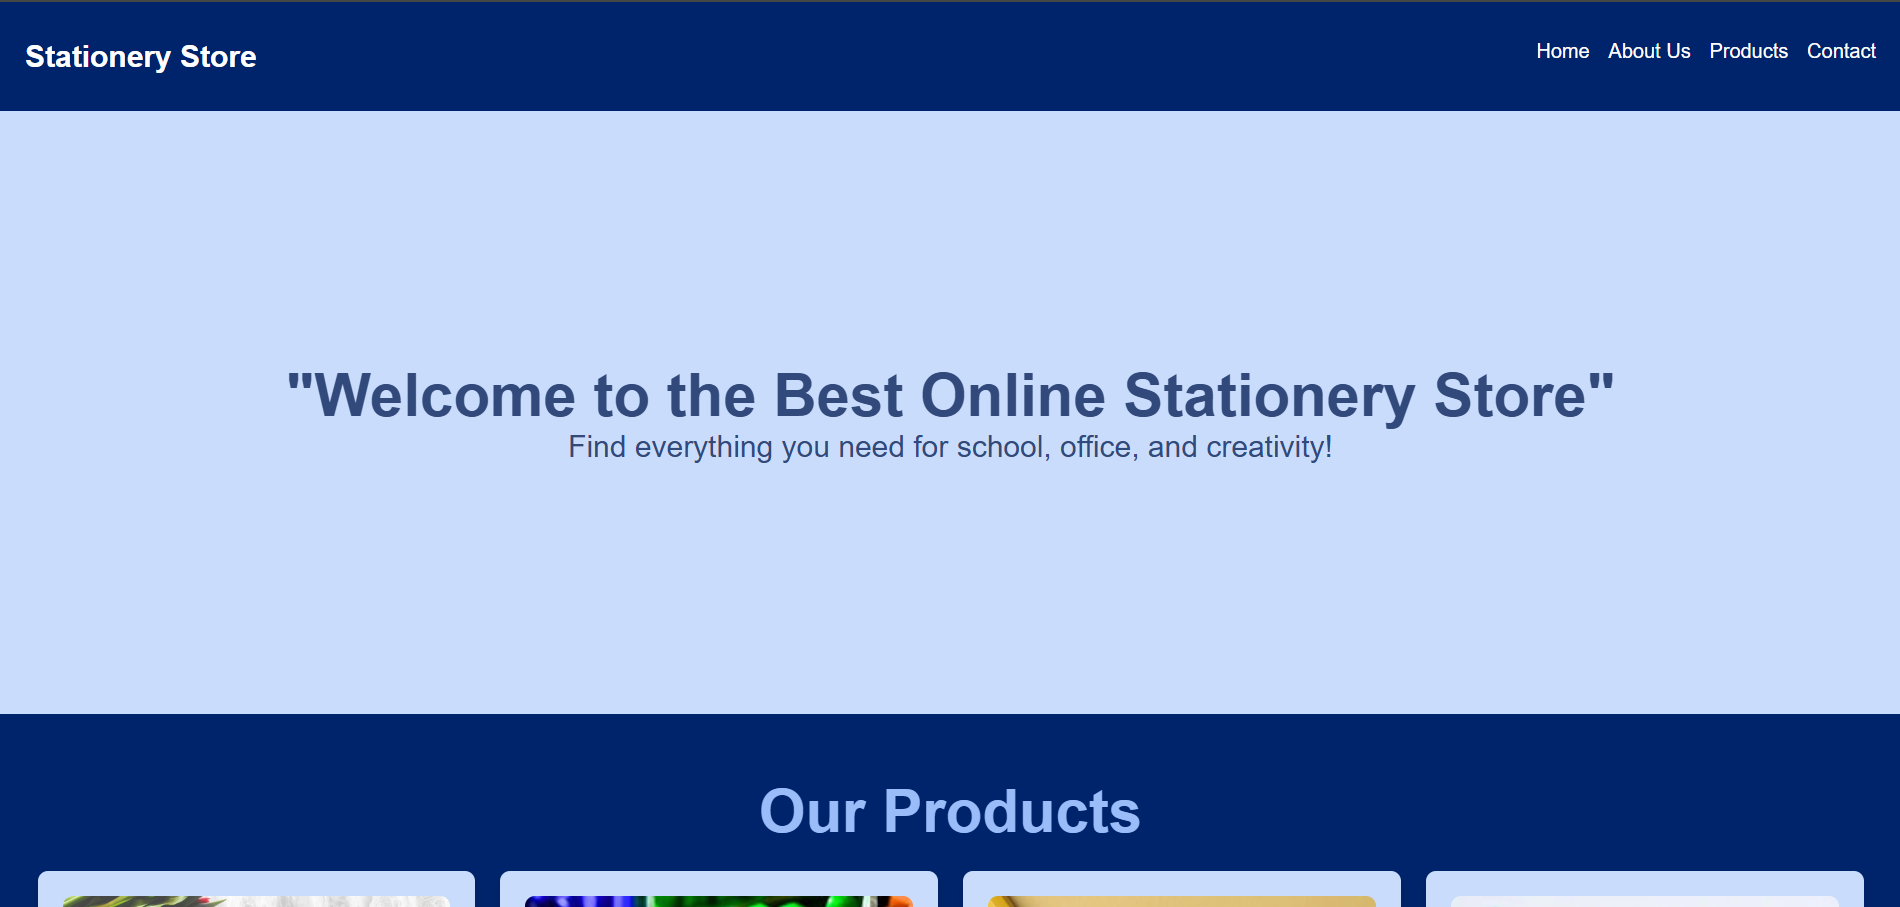 Stationery Store
Home About Us Products Contact
"Welcome to the Best Online Stationery Store"
Find everything you need for school, office, and creativity!
Our Products